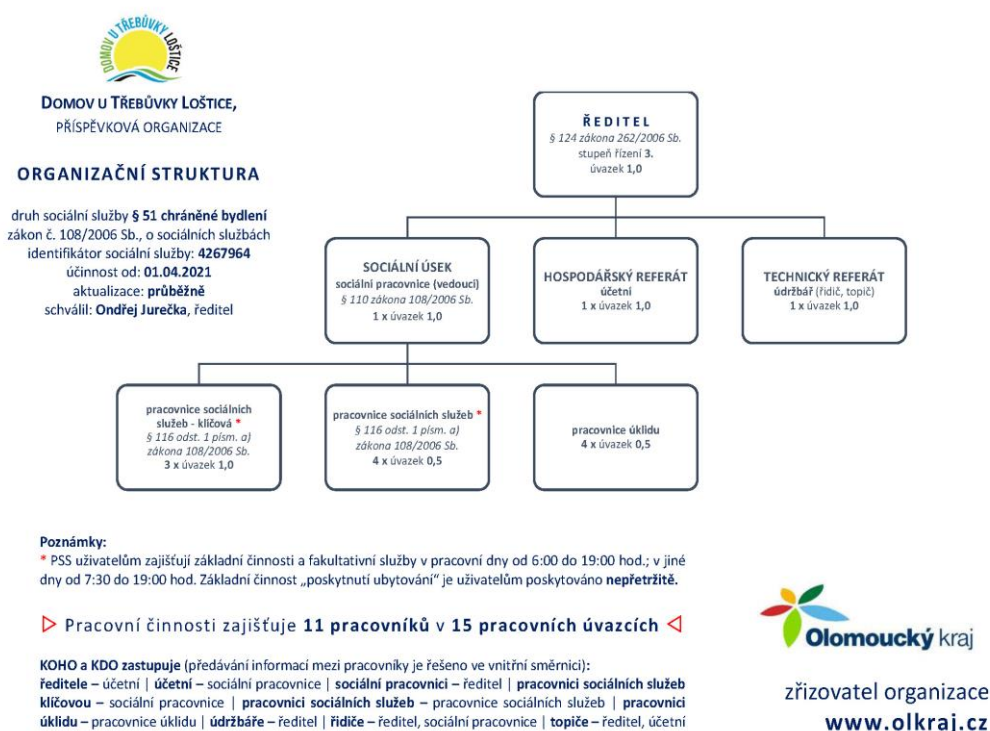 DOMOV U TŘEBŮVKY LOŠTICE
DOMOV U TŘEBŮVKY LOŠTICE,
PŘÍSPĚVKOVÁ ORGANIZACE
ORGANIZAČNÍ STRUKTURA
druh sociální služby § 51 chráněné bydlení
zákon č. 108/2006 Sb., o sociálních službách
identifikátor sociální služby: 4267964
účinnost od: 01.04.2021
aktualizace: průběžně
schválil: Ondřej Jurečka, ředitel
ŘEDITEL
§ 124 zákona 262/2006 Sb.
stupeň řízení 3.
úvazek 1,0
SOCIÁLNÍ ÚSEK
sociální pracovnice (vedoucí)
§ 110 zákona 108/2006 Sb.
1 x úvazek 1,0
HOSPODÁŘSKÝ REFERÁT
účetní
1 x úvazek 1,0
TECHNICKÝ REFERÁT
údržbář (řidič, topič)
1 x úvazek 1,0
pracovnice sociálních
služeb - klíčová *
§ 116 odst. 1 písm. a)
zákona 108/2006 Sb.
3 x úvazek 1,0
pracovnice sociálních služeb *
§ 116 odst. 1 písm. a)
zákona 108/2006 Sb.
4 x úvazek 0,5
pracovnice úklidu
4 x úvazek 0,5
Poznámky:
* PSS uživatelům zajišťují základní činnosti a fakultativní služby v pracovní dny od 6:00 do 19:00 hod.; v jiné
dny od 7:30 do 19:00 hod. Základní činnost „poskytnutí ubytování“ je uživatelům poskytováno nepřetržitě.
▷ Pracovní činnosti zajišťuje 11 pracovníků v 15 pracovních úvazcích ◁
KOHO a KDO zastupuje (předávání informací mezi pracovníky je řešeno ve vnitřní směrnici):
ředitele – účetní | účetní – sociální pracovnice | sociální pracovnici – ředitel | pracovnici sociálních služeb
klíčovou – sociální pracovnice | pracovnici sociálních služeb – pracovnice sociálních služeb | pracovnici
úklidu – pracovnice úklidu | údržbáře – ředitel | řidiče – ředitel, sociální pracovnice | topiče – ředitel, účetní
Olomoucký kraj
zřizovatel organizace
www.olkraj.cz